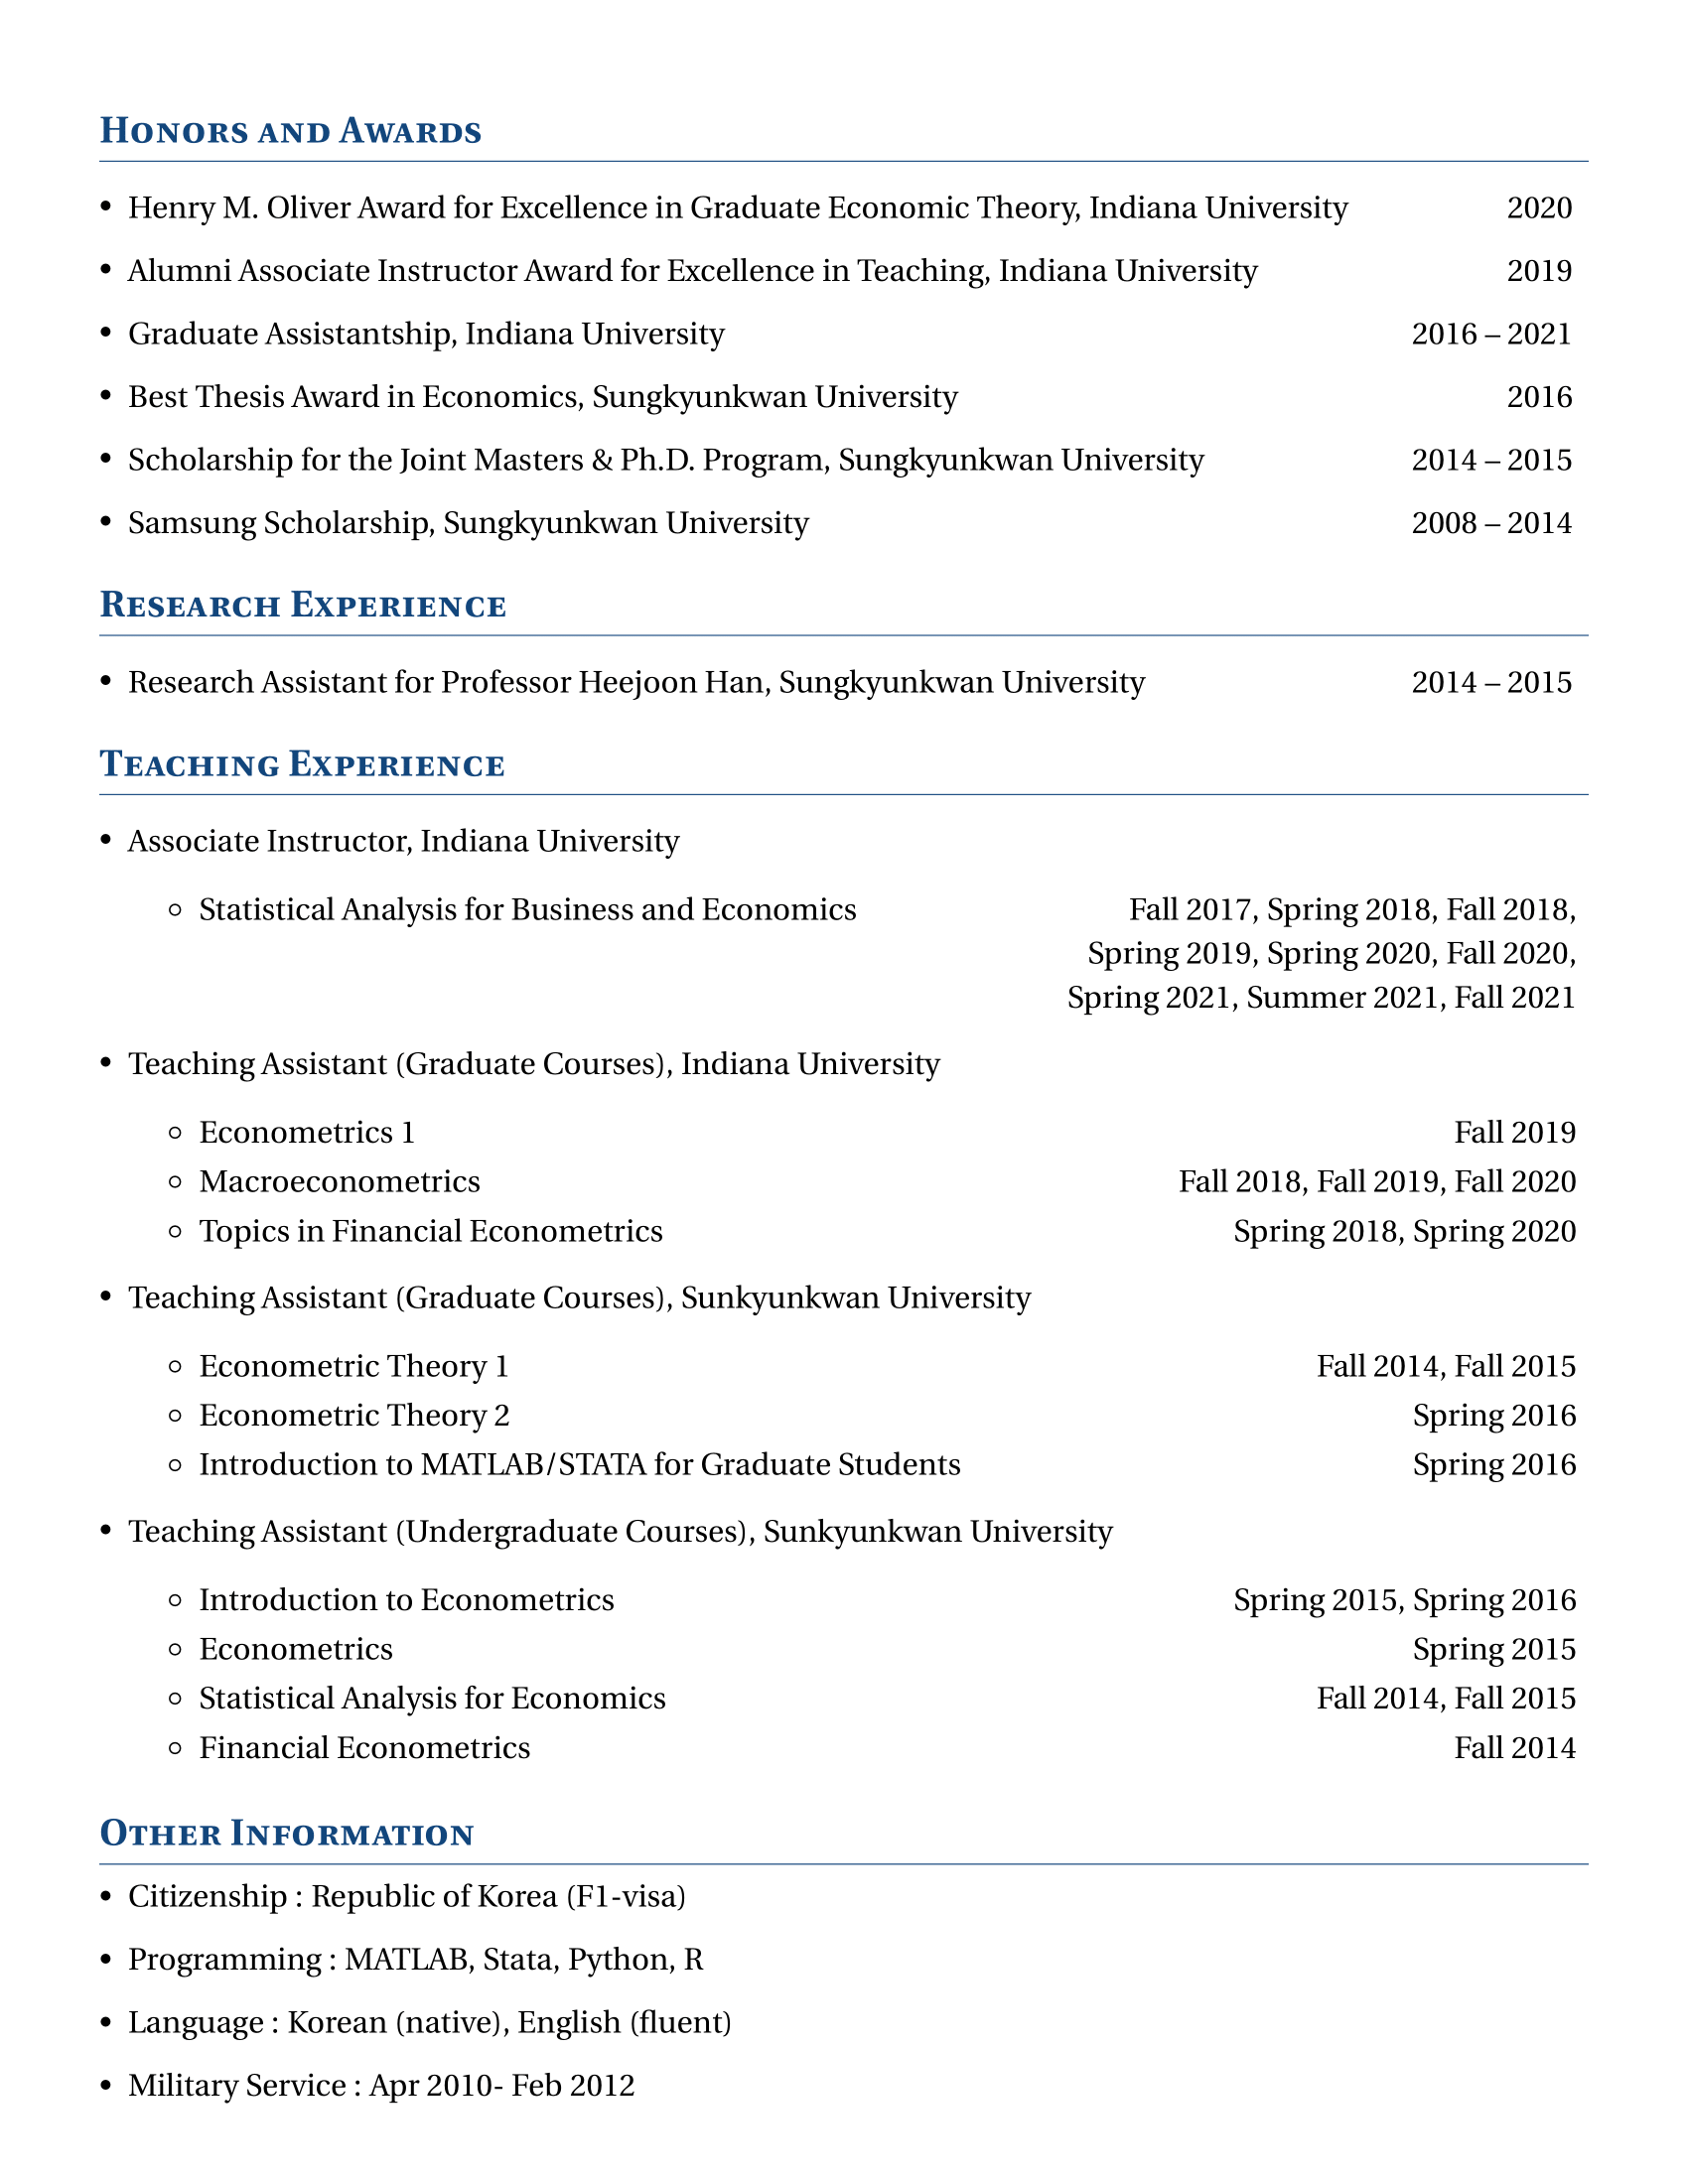 Honors and Awards
• Henry M. Oliver Award for Excellence in Graduate Economic Theory, Indiana University 2020
• Alumni Associate Instructor Award for Excellence in Teaching, Indiana University 2019
• Graduate Assistantship, Indiana University 2016 – 2021
• Best Thesis Award in Economics, Sungkyunkwan University 2016
• Scholarship for the Joint Masters & Ph.D. Program, Sungkyunkwan University 2014 – 2015
• Samsung Scholarship, Sungkyunkwan University 2008 – 2014
Research Experience
• Research Assistant for Professor Heejoon Han, Sungkyunkwan University 2014 – 2015
Teaching Experience
• Associate Instructor, Indiana University
◦ Statistical Analysis for Business and Economics Fall 2017, Spring 2018, Fall 2018,
Spring 2019, Spring 2020, Fall 2020,
Spring 2021, Summer 2021, Fall 2021
• Teaching Assistant (Graduate Courses), Indiana University
◦ Econometrics 1 Fall 2019
◦ Macroeconometrics Fall 2018, Fall 2019, Fall 2020
◦ Topics in Financial Econometrics Spring 2018, Spring 2020
• Teaching Assistant (Graduate Courses), Sunkyunkwan University
◦ Econometric Theory 1 Fall 2014, Fall 2015
◦ Econometric Theory 2 Spring 2016
◦ Introduction to MATLAB/STATA for Graduate Students Spring 2016
• Teaching Assistant (Undergraduate Courses), Sunkyunkwan University
◦ Introduction to Econometrics Spring 2015, Spring 2016
◦ Econometrics Spring 2015
◦ Statistical Analysis for Economics Fall 2014, Fall 2015
◦ Financial Econometrics Fall 2014
Other Information
• Citizenship : Republic of Korea (F1-visa)
• Programming : MATLAB, Stata, Python, R
• Language : Korean (native), English (fluent)
• Military Service : Apr 2010- Feb 2012